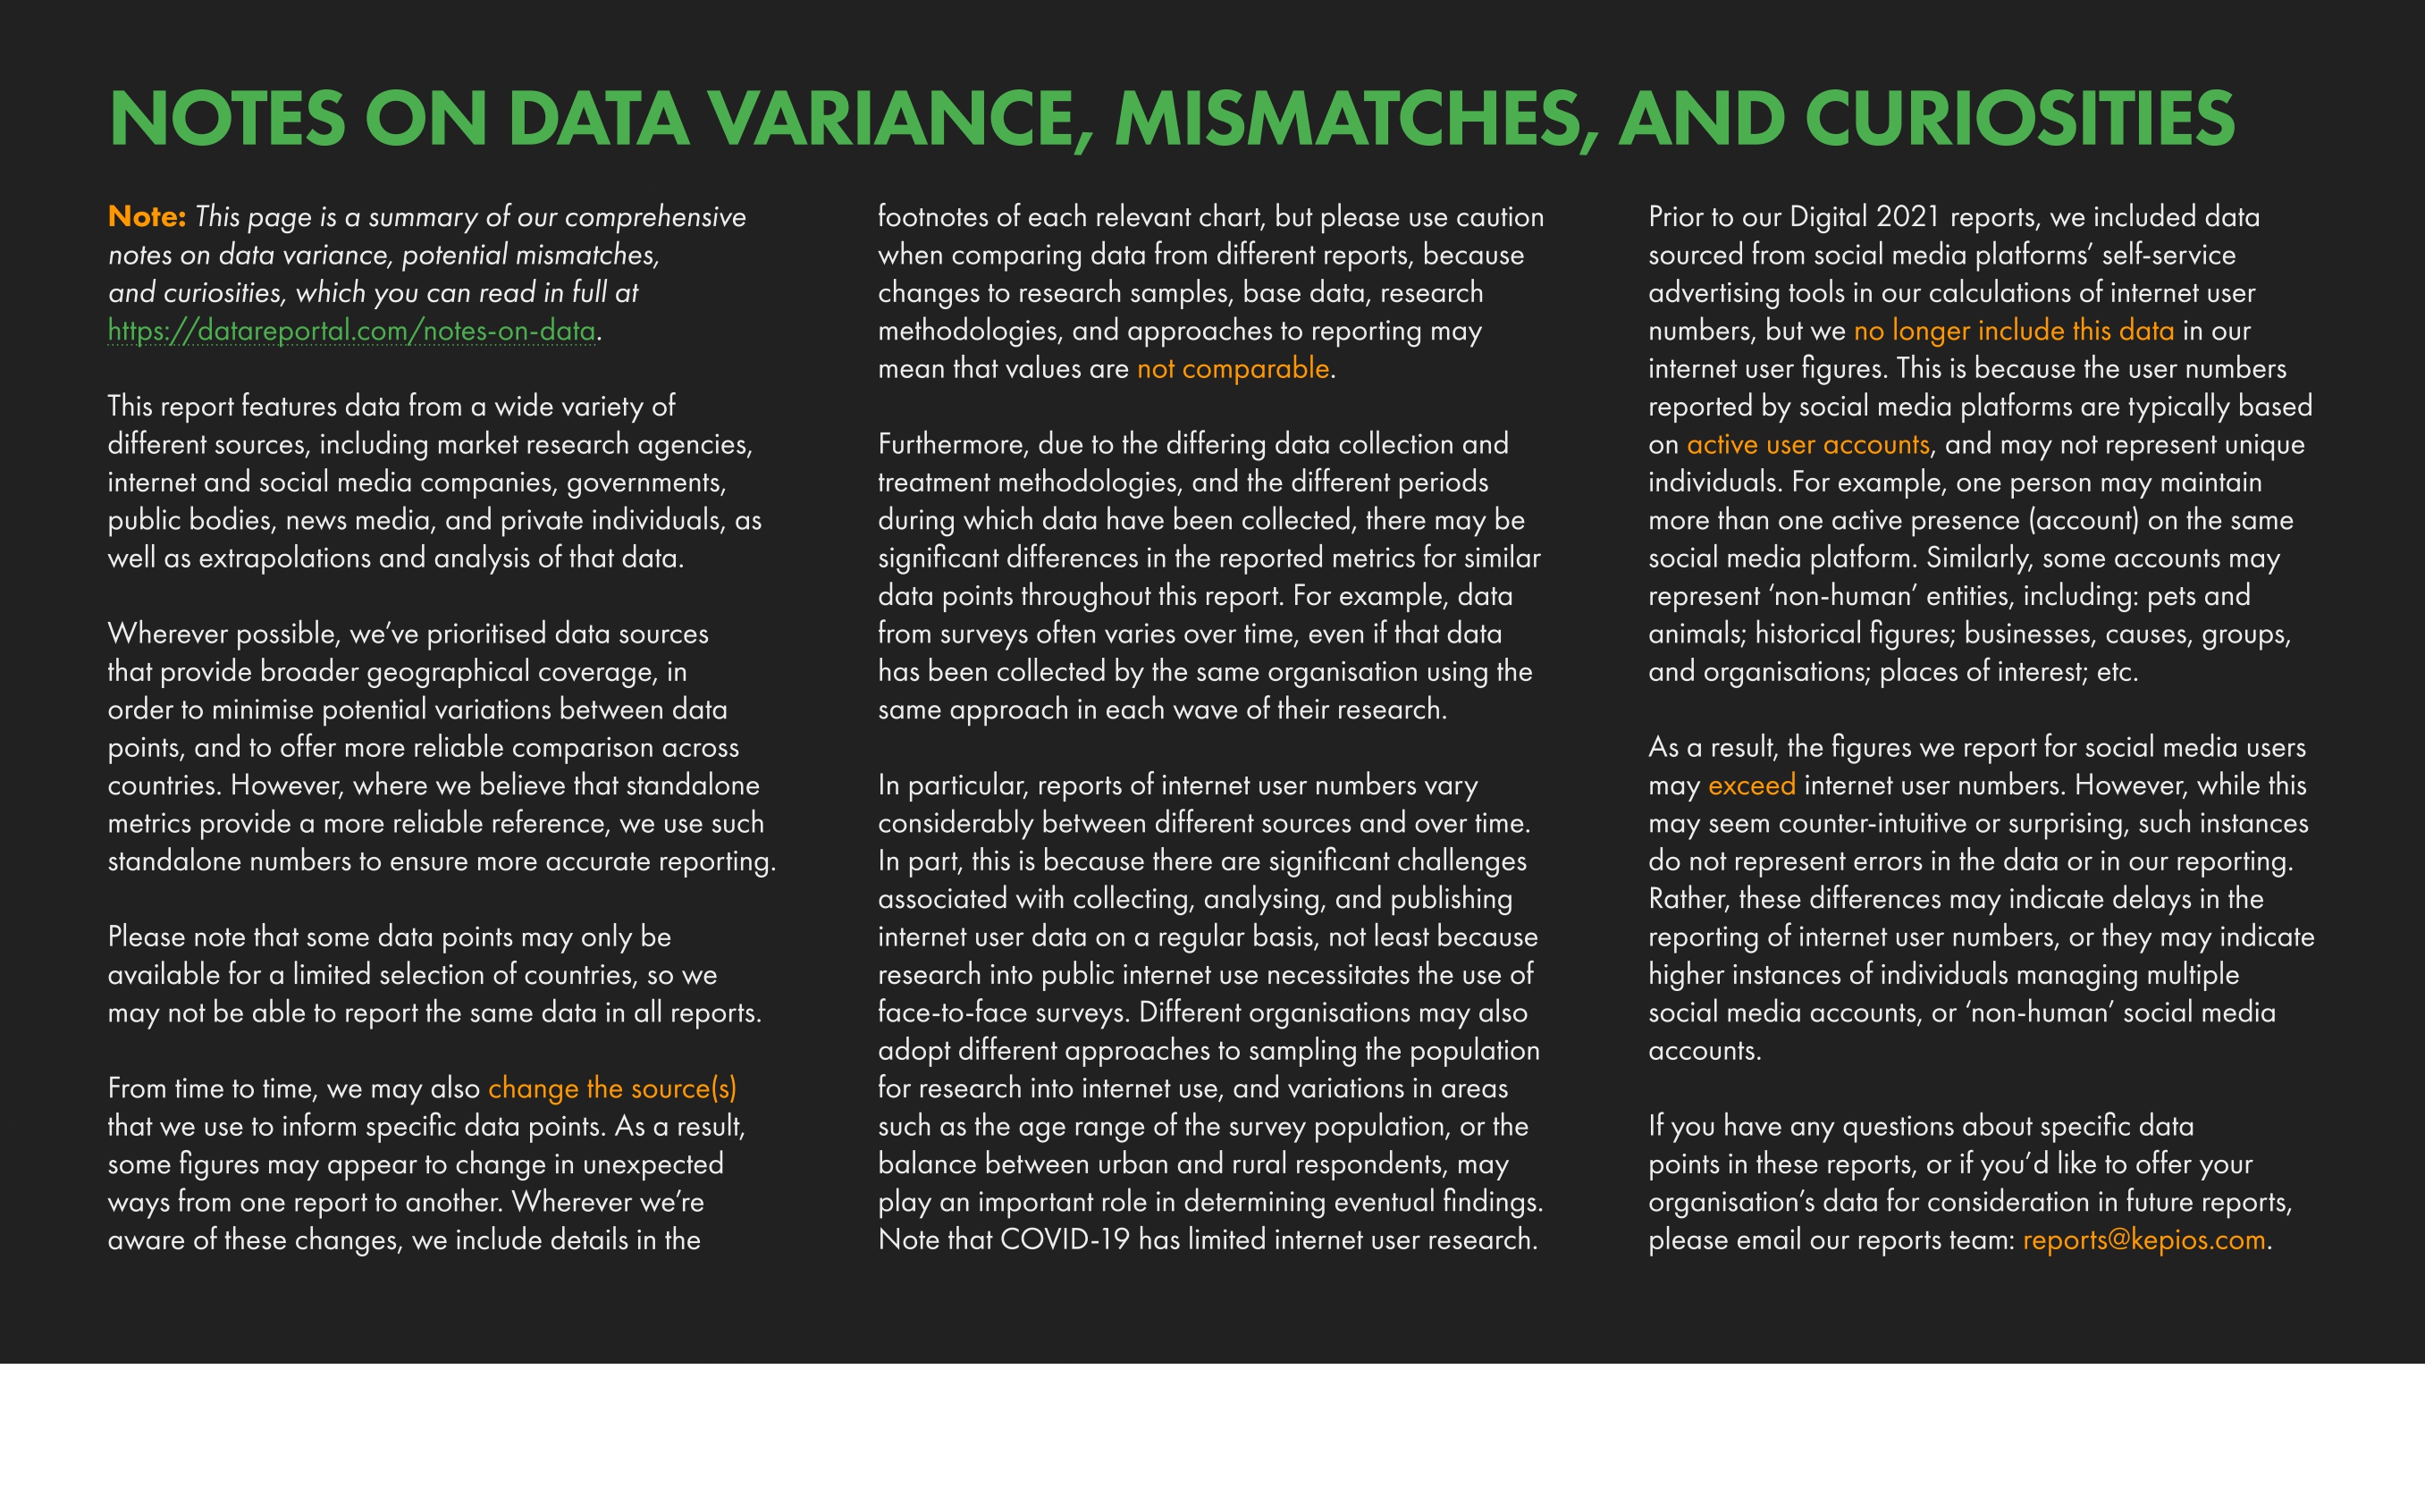 NOTES ON DATA VARIANCE, MISMATCHES, AND CURIOSITIES
Note: This page is a summary of our comprehensive
notes on data variance, potential mismatches,
and curiosities, which you can read in full at
https://datareportal.com/notes-on-data.
This report features data from a wide variety of
different sources, including market research agencies,
internet and social media companies, governments,
public bodies, news media, and private individuals, as
well as extrapolations and analysis of that data.
Wherever possible, we’ve prioritised data sources
that provide broader geographical coverage, in
order to minimise potential variations between data
points, and to offer more reliable comparison across
countries. However, where we believe that standalone
metrics provide a more reliable reference, we use such
standalone numbers to ensure more accurate reporting.
Please note that some data points may only be
available for a limited selection of countries, so we
may not be able to report the same data in all reports.
From time to time, we may also change the source(s)
that we use to inform specific data points. As a result,
some figures may appear to change in unexpected
ways from one report to another. Wherever we’re
aware of these changes, we include details in the
footnotes of each relevant chart, but please use caution
when comparing data from different reports, because
changes to research samples, base data, research
methodologies, and approaches to reporting may
mean that values are not comparable.
Furthermore, due to the differing data collection and
treatment methodologies, and the different periods
during which data have been collected, there may be
significant differences in the reported metrics for similar
data points throughout this report. For example, data
from surveys often varies over time, even if that data
has been collected by the same organisation using the
same approach in each wave of their research.
In particular, reports of internet user numbers vary
considerably between different sources and over time.
In part, this is because there are significant challenges
associated with collecting, analysing, and publishing
internet user data on a regular basis, not least because
research into public internet use necessitates the use of
face-to-face surveys. Different organisations may also
adopt different approaches to sampling the population
for research into internet use, and variations in areas
such as the age range of the survey population, or the
balance between urban and rural respondents, may
play an important role in determining eventual findings.
Note that COVID-19 has limited internet user research.
Prior to our Digital 2021 reports, we included data
sourced from social media platforms’ self-service
advertising tools in our calculations of internet user
numbers, but we no longer include this data in our
internet user figures. This is because the user numbers
reported by social media platforms are typically based
on active user accounts, and may not represent unique
individuals. For example, one person may maintain
more than one active presence (account) on the same
social media platform. Similarly, some accounts may
represent ‘non-human’ entities, including: pets and
animals; historical figures; businesses, causes, groups,
and organisations; places of interest; etc.
As a result, the figures we report for social media users
may exceed internet user numbers. However, while this
may seem counter-intuitive or surprising, such instances
do not represent errors in the data or in our reporting.
Rather, these differences may indicate delays in the
reporting of internet user numbers, or they may indicate
higher instances of individuals managing multiple
social media accounts, or ‘non-human’ social media
accounts.
If you have any questions about specific data
points in these reports, or if you’d like to offer your
organisation’s data for consideration in future reports,
please email our reports team: reports@kepios.com.